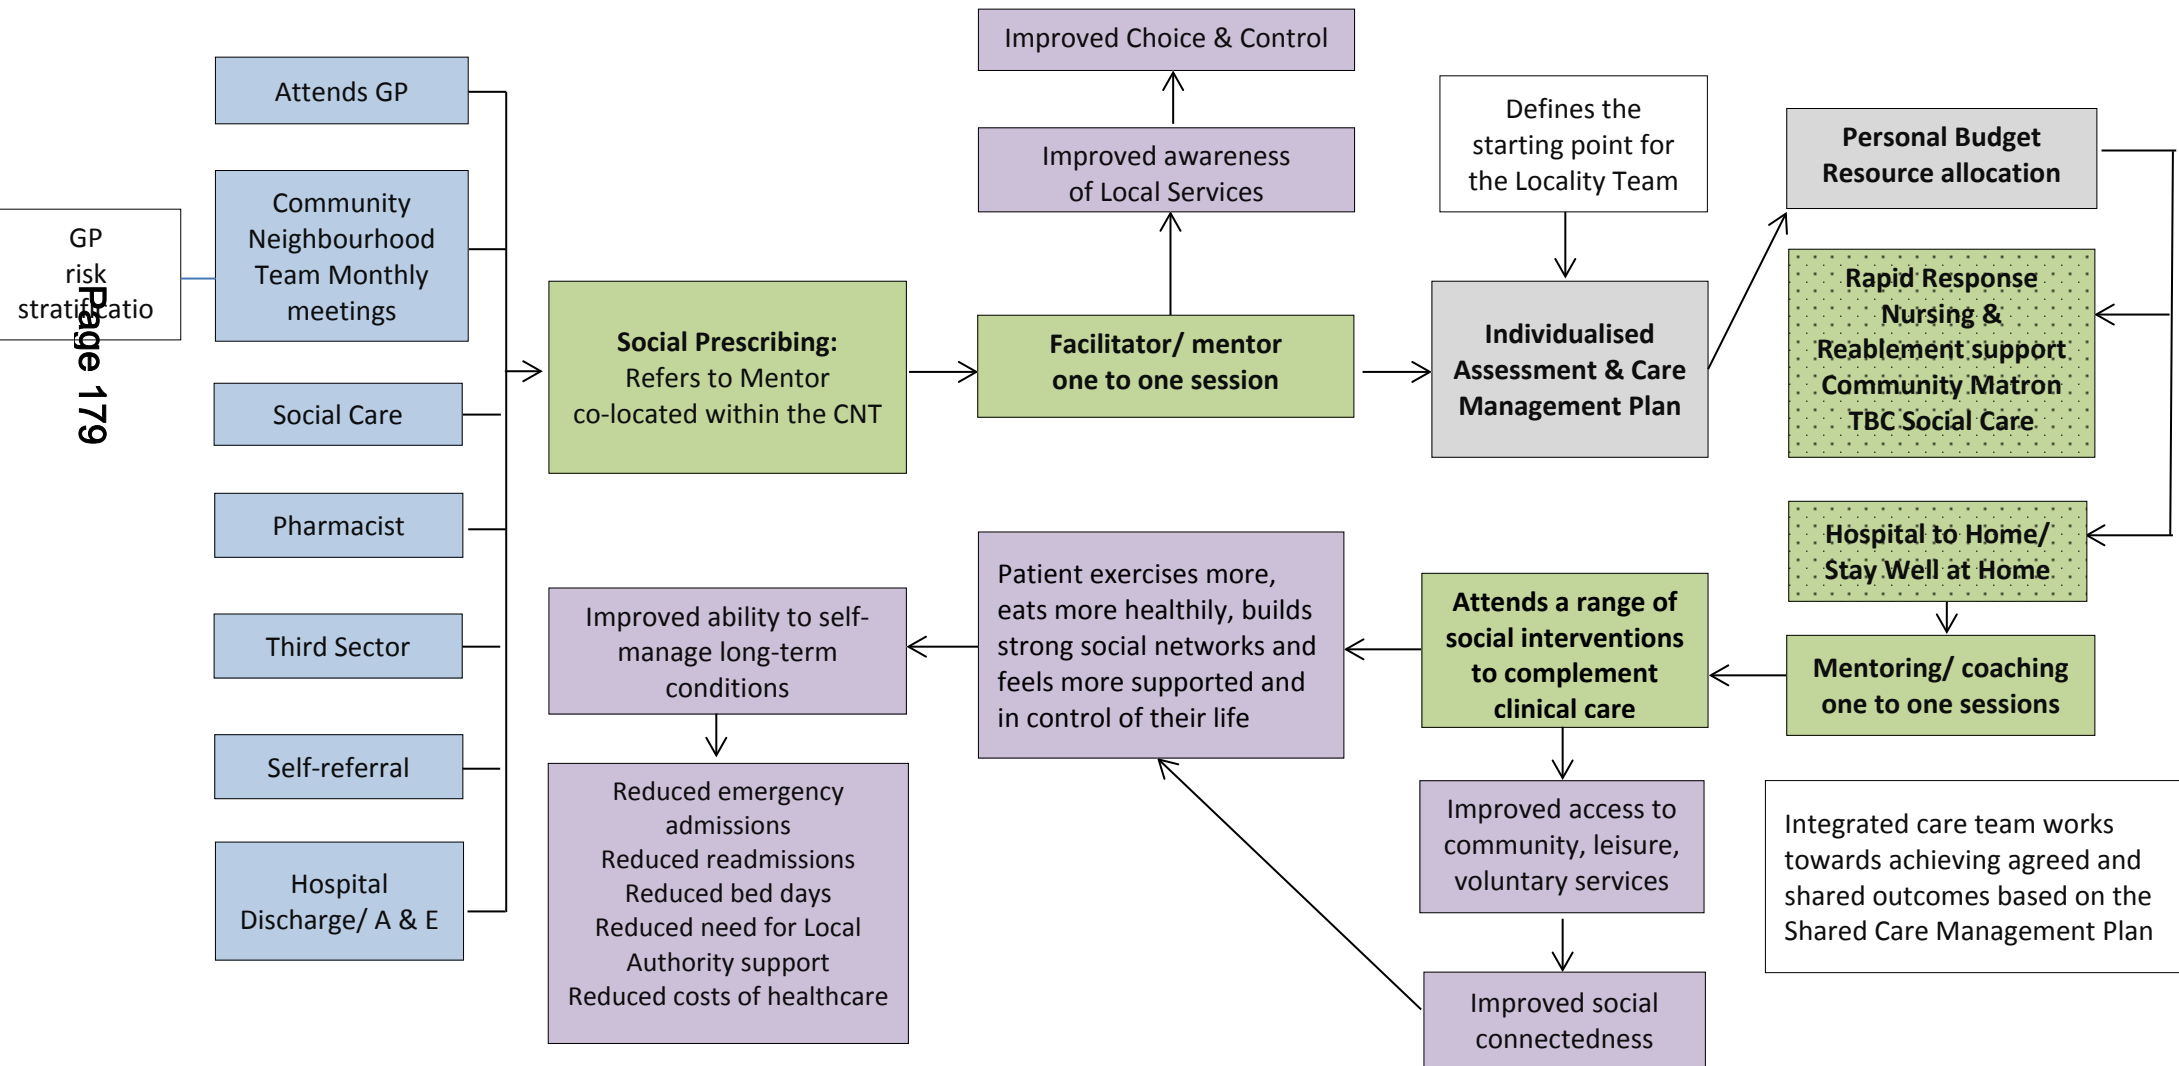 Attends GP
Community
Neighbourhood
Team Monthly
meetings
GP
risk
stratificatio
Page 179
Social Care
Pharmacist
Third Sector
Self-referral
Hospital
Discharge/ A & E
Social Prescribing:
Refers to Mentor
co-located within the CNT
Improved Choice & Control
Improved awareness
of Local Services
Facilitator/ mentor
one to one session
Defines the
starting point for
the Locality Team
Individualised
Assessment & Care
Management Plan
Personal Budget
Resource allocation
Rapid Response
Nursing &
Reablement support
Community Matron
TBC Social Care
Hospital to Home/
Stay Well at Home
Mentoring/ coaching
one to one sessions
Attends a range of
social interventions
to complement
clinical care
Patient exercises more,
eats more healthily, builds
strong social networks and
feels more supported and
in control of their life
Improved ability to self-
manage long-term
conditions
Reduced emergency
admissions
Reduced readmissions
Reduced bed days
Reduced need for Local
Authority support
Reduced costs of healthcare
Improved access to
community, leisure,
voluntary services
Improved social
connectedness
Integrated care team works
towards achieving agreed and
shared outcomes based on the
Shared Care Management Plan